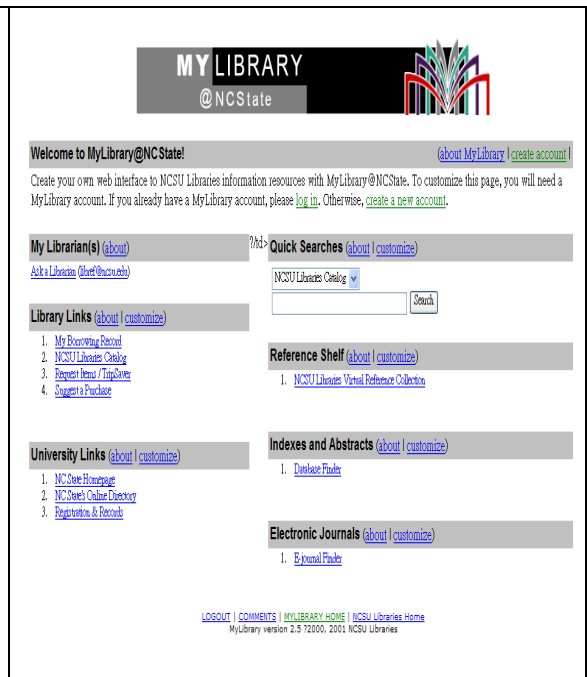 MY LIBRARY
@NCState
Welcome to MyLibrary@NCState! (about MyLibrary | create account |
Create your own web interface to NCSU Libraries information resources with MyLibrary@NCState. To customize this page, you will need a
MyLibrary account. If you already have a MyLibrary account, please log in. Otherwise, create a new account.
My Librarian(s) (about)
Ask a Librarian (libref@ncsu.edu)
Library Links (about | customize)
1. My Borrowing Record
2. NCSU Libraries Catalog
3. Request Items / TripSaver
4. Suggest a Purchase
University Links (about | customize)
1. NC State Homepage
2. NC State's Online Directory
3. Registration & Records
?/td>
Quick Searches (about | customize)
NCSU Libraries Catalog
Search
Reference Shelf (about | customize)
1. NCSU Libraries Virtual Reference Collection
Indexes and Abstracts (about | customize)
1. Database Finder
Electronic Journals (about | customize)
1. E-journal Finder
LOGOUT | COMMENTS | MYLIBRARY HOME | NCSU Libraries Home
MyLibrary version 2.5 ?2000, 2001 NCSU Libraries